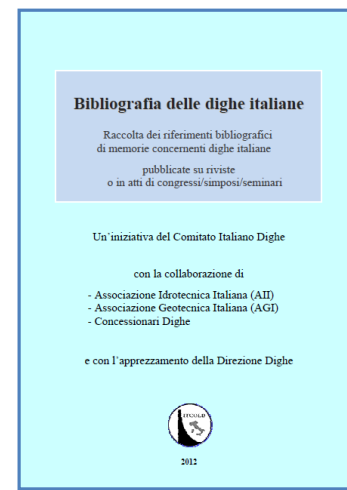 Bibliografia delle dighe italiane
Raccolta dei riferimenti bibliografici
di memorie concernenti dighe italiane
pubblicate su riviste
o in atti di congressi/simposi/seminari
Un'iniziativa del Comitato Italiano Dighe
con la collaborazione di
- Associazione Idrotecnica Italiana (AII)
- Associazione Geotecnica Italiana (AGI)
- Concessionari Dighe
e con l'apprezzamento della Direzione Dighe
ITCOLD
2012